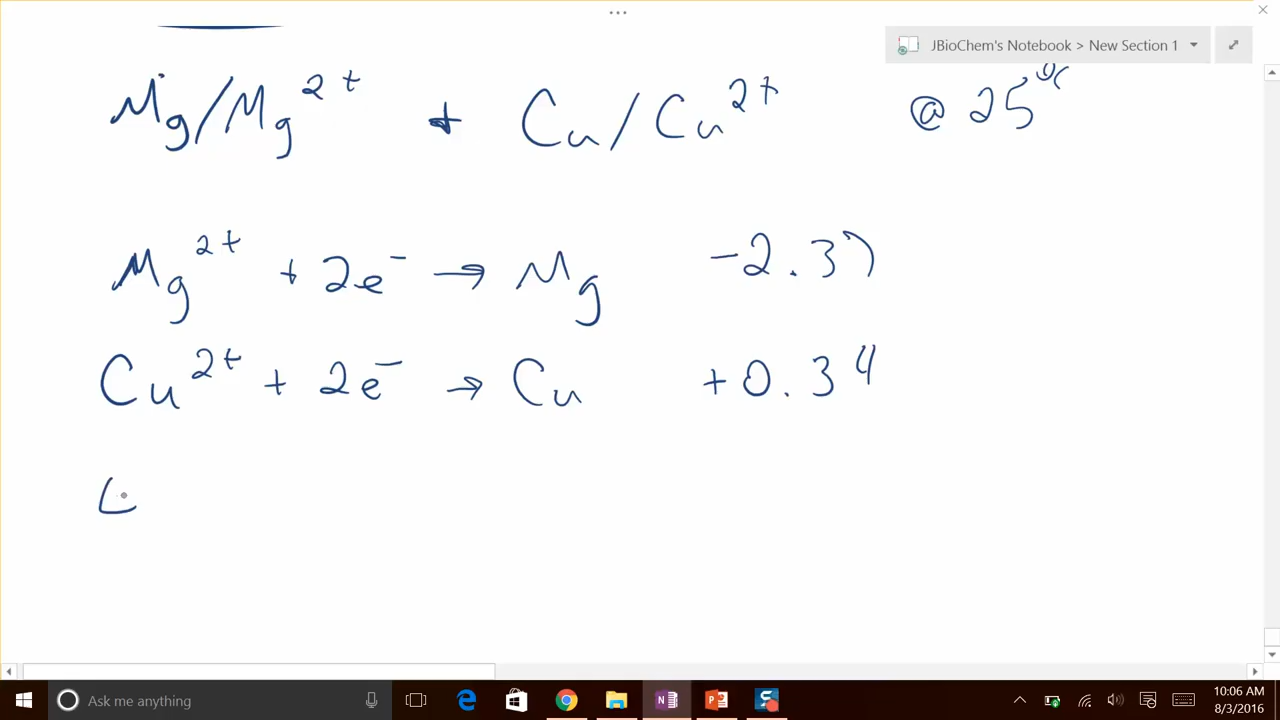 JBioChem's Notebook > New Section 1
Mg/Mg²⁺ + Cu/Cu²⁺ @ 25°C
Mg²⁺ + 2e⁻ → Mg -2.37
Cu²⁺ + 2e⁻ → Cu +0.34
Ask me anything
10:06 AM
8/3/2016